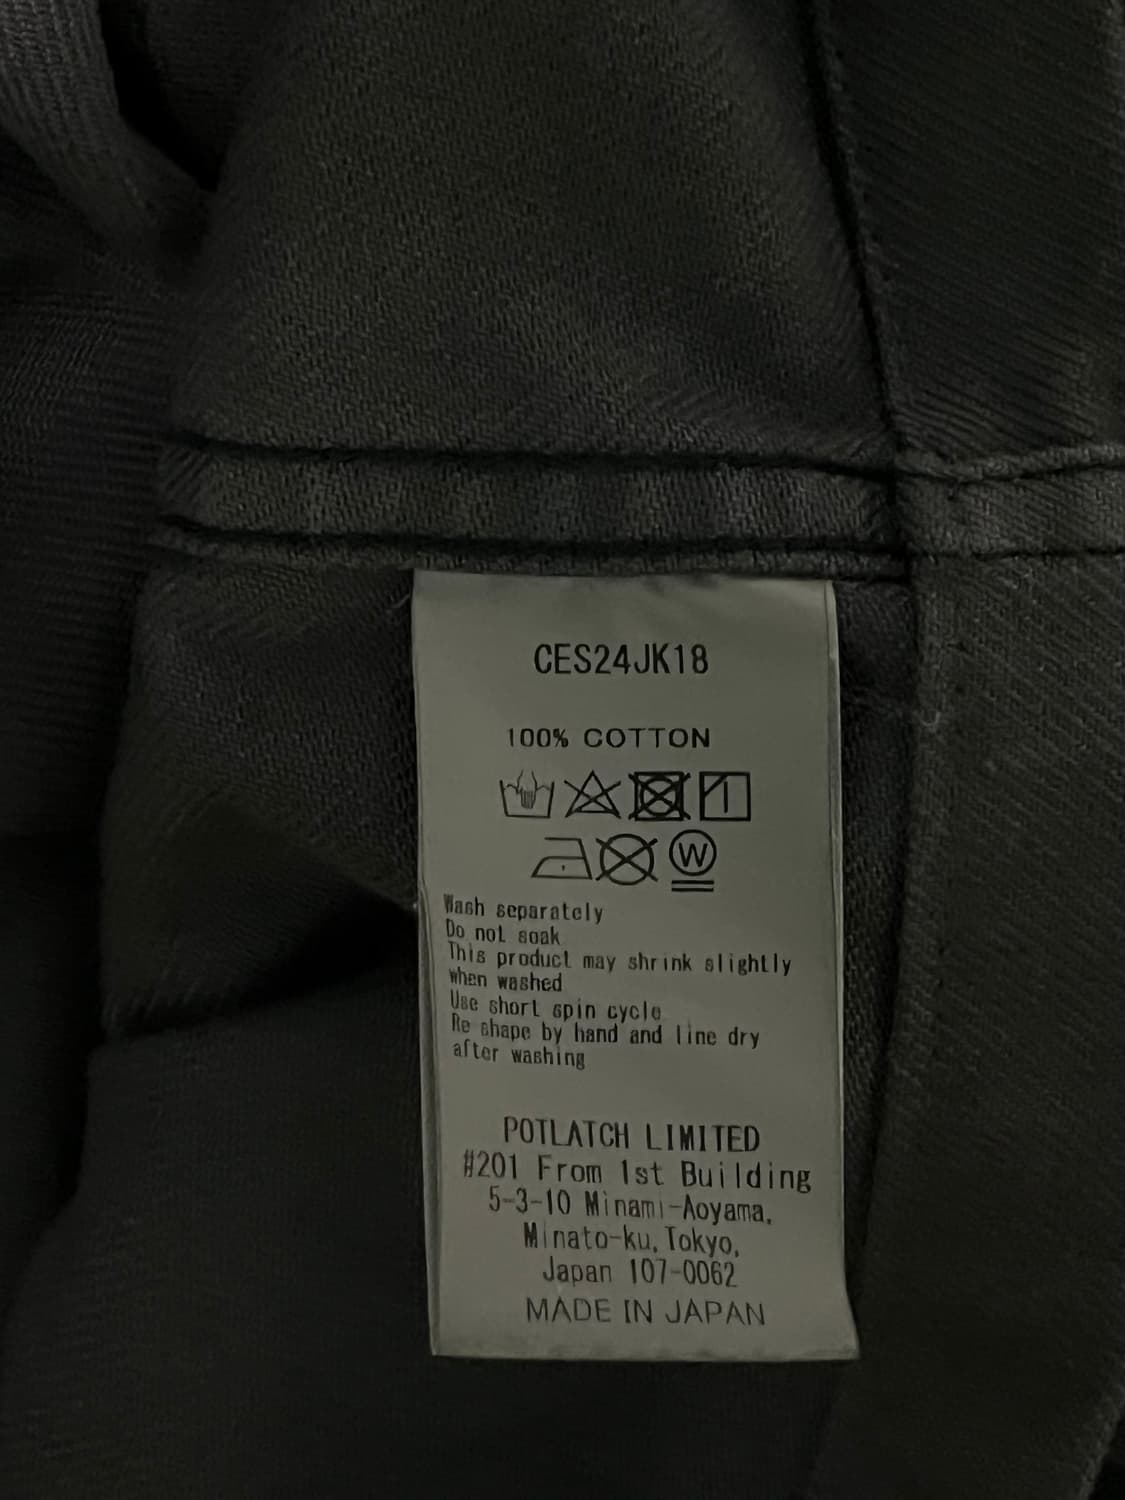 CES24JK18
100% COTTON
W
Wash separately
Do not soak
This product may shrink slightly
when washed
Use short spin cycle
Re shape by hand and line dry
after washing
POTLATCH LIMITED
#201 From 1st Building
5-3-10 Minami-Aoyama,
Minato-ku, Tokyo,
Japan 107-0062
MADE IN JAPAN